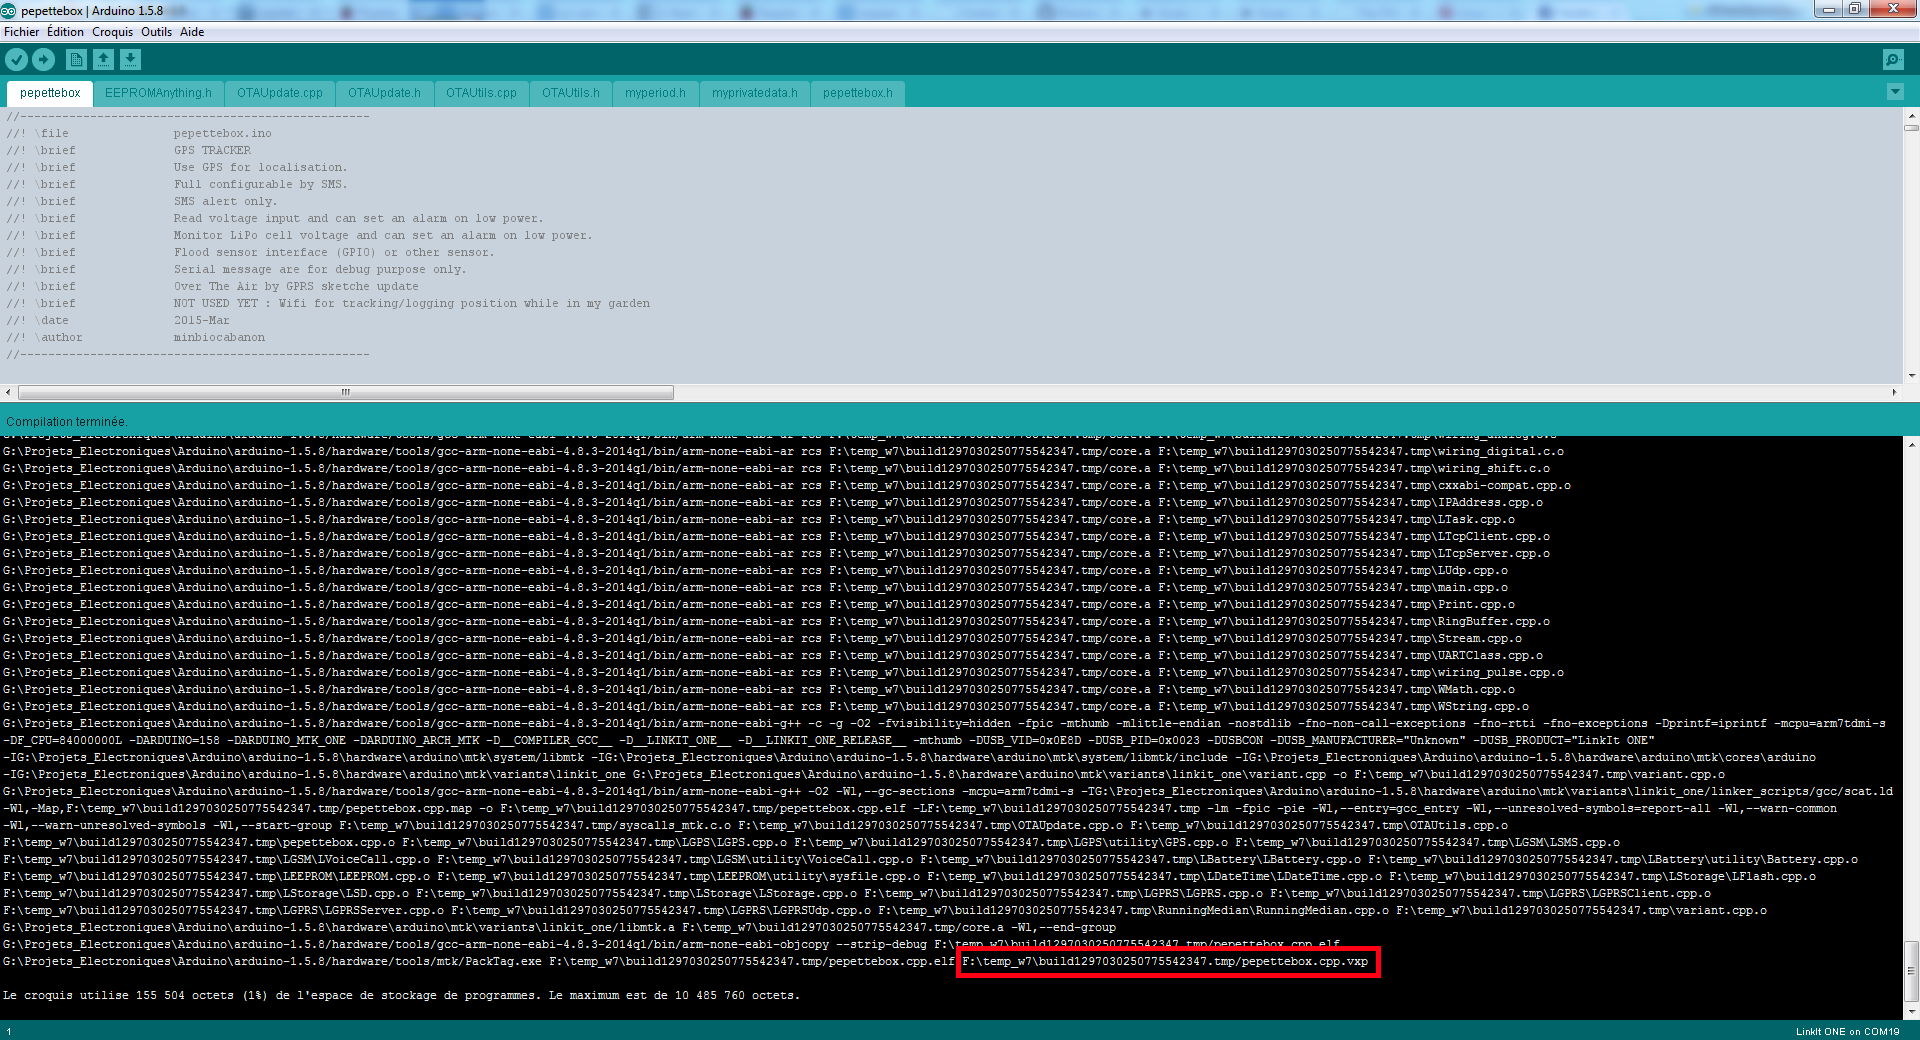 pepettebox | Arduino 1.5.8
Fichier Édition Croquis Outils Aide
pepettebox EEPROMAnything.h OTAUpdate.cpp OTAUpdate.h OTAUtils.cpp OTAUtils.h myperiod.h myprivatedata.h pepettebox.h
//--------------------------------------------------
//! \file pepettebox.ino
//! \brief GPS TRACKER
//! \brief Use GPS for localisation.
//! \brief Full configurable by SMS.
//! \brief SMS alert only.
//! \brief Read voltage input and can set an alarm on low power.
//! \brief Monitor LiPo cell voltage and can set an alarm on low power.
//! \brief Flood sensor interface (GPIO) or other sensor.
//! \brief Serial message are for debug purpose only.
//! \brief Over The Air by GPRS sketche update
//! \brief NOT USED YET : Wifi for tracking/logging position while in my garden
//! \date 2015-Mar
//! \author minbiocabanon
//--------------------------------------------------
Compilation terminée.
G:\Projets_Electroniques\Arduino\arduino-1.5.8/hardware/tools/gcc-arm-none-eabi-4.8.3-2014q1/bin/arm-none-eabi-ar rcs F:\temp_w7\build1297030250775542347.tmp/core.a F:\temp_w7\build1297030250775542347.tmp\wiring_analog.c.o
G:\Projets_Electroniques\Arduino\arduino-1.5.8/hardware/tools/gcc-arm-none-eabi-4.8.3-2014q1/bin/arm-none-eabi-ar rcs F:\temp_w7\build1297030250775542347.tmp/core.a F:\temp_w7\build1297030250775542347.tmp\wiring_digital.c.o
G:\Projets_Electroniques\Arduino\arduino-1.5.8/hardware/tools/gcc-arm-none-eabi-4.8.3-2014q1/bin/arm-none-eabi-ar rcs F:\temp_w7\build1297030250775542347.tmp/core.a F:\temp_w7\build1297030250775542347.tmp\wiring_shift.c.o
G:\Projets_Electroniques\Arduino\arduino-1.5.8/hardware/tools/gcc-arm-none-eabi-4.8.3-2014q1/bin/arm-none-eabi-ar rcs F:\temp_w7\build1297030250775542347.tmp/core.a F:\temp_w7\build1297030250775542347.tmp\cxxabi-compat.cpp.o
G:\Projets_Electroniques\Arduino\arduino-1.5.8/hardware/tools/gcc-arm-none-eabi-4.8.3-2014q1/bin/arm-none-eabi-ar rcs F:\temp_w7\build1297030250775542347.tmp/core.a F:\temp_w7\build1297030250775542347.tmp\IPAddress.cpp.o
G:\Projets_Electroniques\Arduino\arduino-1.5.8/hardware/tools/gcc-arm-none-eabi-4.8.3-2014q1/bin/arm-none-eabi-ar rcs F:\temp_w7\build1297030250775542347.tmp/core.a F:\temp_w7\build1297030250775542347.tmp\LTask.cpp.o
G:\Projets_Electroniques\Arduino\arduino-1.5.8/hardware/tools/gcc-arm-none-eabi-4.8.3-2014q1/bin/arm-none-eabi-ar rcs F:\temp_w7\build1297030250775542347.tmp/core.a F:\temp_w7\build1297030250775542347.tmp\LTcpClient.cpp.o
G:\Projets_Electroniques\Arduino\arduino-1.5.8/hardware/tools/gcc-arm-none-eabi-4.8.3-2014q1/bin/arm-none-eabi-ar rcs F:\temp_w7\build1297030250775542347.tmp/core.a F:\temp_w7\build1297030250775542347.tmp\LTcpServer.cpp.o
G:\Projets_Electroniques\Arduino\arduino-1.5.8/hardware/tools/gcc-arm-none-eabi-4.8.3-2014q1/bin/arm-none-eabi-ar rcs F:\temp_w7\build1297030250775542347.tmp/core.a F:\temp_w7\build1297030250775542347.tmp\LUdp.cpp.o
G:\Projets_Electroniques\Arduino\arduino-1.5.8/hardware/tools/gcc-arm-none-eabi-4.8.3-2014q1/bin/arm-none-eabi-ar rcs F:\temp_w7\build1297030250775542347.tmp/core.a F:\temp_w7\build1297030250775542347.tmp\main.cpp.o
G:\Projets_Electroniques\Arduino\arduino-1.5.8/hardware/tools/gcc-arm-none-eabi-4.8.3-2014q1/bin/arm-none-eabi-ar rcs F:\temp_w7\build1297030250775542347.tmp/core.a F:\temp_w7\build1297030250775542347.tmp\Print.cpp.o
G:\Projets_Electroniques\Arduino\arduino-1.5.8/hardware/tools/gcc-arm-none-eabi-4.8.3-2014q1/bin/arm-none-eabi-ar rcs F:\temp_w7\build1297030250775542347.tmp/core.a F:\temp_w7\build1297030250775542347.tmp\RingBuffer.cpp.o
G:\Projets_Electroniques\Arduino\arduino-1.5.8/hardware/tools/gcc-arm-none-eabi-4.8.3-2014q1/bin/arm-none-eabi-ar rcs F:\temp_w7\build1297030250775542347.tmp/core.a F:\temp_w7\build1297030250775542347.tmp\Stream.cpp.o
G:\Projets_Electroniques\Arduino\arduino-1.5.8/hardware/tools/gcc-arm-none-eabi-4.8.3-2014q1/bin/arm-none-eabi-ar rcs F:\temp_w7\build1297030250775542347.tmp/core.a F:\temp_w7\build1297030250775542347.tmp\UARTClass.cpp.o
G:\Projets_Electroniques\Arduino\arduino-1.5.8/hardware/tools/gcc-arm-none-eabi-4.8.3-2014q1/bin/arm-none-eabi-ar rcs F:\temp_w7\build1297030250775542347.tmp/core.a F:\temp_w7\build1297030250775542347.tmp\wiring_pulse.cpp.o
G:\Projets_Electroniques\Arduino\arduino-1.5.8/hardware/tools/gcc-arm-none-eabi-4.8.3-2014q1/bin/arm-none-eabi-ar rcs F:\temp_w7\build1297030250775542347.tmp/core.a F:\temp_w7\build1297030250775542347.tmp\WMath.cpp.o
G:\Projets_Electroniques\Arduino\arduino-1.5.8/hardware/tools/gcc-arm-none-eabi-4.8.3-2014q1/bin/arm-none-eabi-ar rcs F:\temp_w7\build1297030250775542347.tmp/core.a F:\temp_w7\build1297030250775542347.tmp\WString.cpp.o
G:\Projets_Electroniques\Arduino\arduino-1.5.8/hardware/tools/gcc-arm-none-eabi-4.8.3-2014q1/bin/arm-none-eabi-g++ -c -g -O2 -fvisibility=hidden -fpic -mthumb -mlittle-endian -nostdlib -fno-non-call-exceptions -fno-rtti -fno-exceptions -Dprintf=iprintf -mcpu=arm7tdmi-s
-DF_CPU=84000000L -DARDUINO=158 -DARDUINO_MTK_ONE -DARDUINO_ARCH_MTK -D__COMPILER_GCC__ -D__LINKIT_ONE__ -D__LINKIT_ONE_RELEASE__ -mthumb -DUSB_VID=0x0E8D -DUSB_PID=0x0023 -DUSBCON -DUSB_MANUFACTURER="Unknown" -DUSB_PRODUCT="LinkIt ONE"
-IG:\Projets_Electroniques\Arduino\arduino-1.5.8\hardware\arduino\mtk\system/libmtk -IG:\Projets_Electroniques\Arduino\arduino-1.5.8\hardware\arduino\mtk\system/libmtk/include -IG:\Projets_Electroniques\Arduino\arduino-1.5.8\hardware\arduino\mtk\cores\arduino
-IG:\Projets_Electroniques\Arduino\arduino-1.5.8\hardware\arduino\mtk\variants\linkit_one G:\Projets_Electroniques\Arduino\arduino-1.5.8\hardware\arduino\mtk\variants\linkit_one\variant.cpp -o F:\temp_w7\build1297030250775542347.tmp\variant.cpp.o
G:\Projets_Electroniques\Arduino\arduino-1.5.8/hardware/tools/gcc-arm-none-eabi-4.8.3-2014q1/bin/arm-none-eabi-g++ -O2 -Wl,--gc-sections -mcpu=arm7tdmi-s -TG:\Projets_Electroniques\Arduino\arduino-1.5.8\hardware\arduino\mtk\variants\linkit_one/linker_scripts/gcc/scat.ld
-Wl,-Map,F:\temp_w7\build1297030250775542347.tmp/pepettebox.cpp.map -o F:\temp_w7\build1297030250775542347.tmp/pepettebox.cpp.elf -LF:\temp_w7\build1297030250775542347.tmp -lm -fpic -pie -Wl,--entry=gcc_entry -Wl,--unresolved-symbols=report-all -Wl,--warn-common
-Wl,--warn-unresolved-symbols -Wl,--start-group F:\temp_w7\build1297030250775542347.tmp/syscalls_mtk.c.o F:\temp_w7\build1297030250775542347.tmp\OTAUpdate.cpp.o F:\temp_w7\build1297030250775542347.tmp\OTAUtils.cpp.o
F:\temp_w7\build1297030250775542347.tmp\pepettebox.cpp.o F:\temp_w7\build1297030250775542347.tmp\LGPS\LGPS.cpp.o F:\temp_w7\build1297030250775542347.tmp\LGPS\utility\GPS.cpp.o F:\temp_w7\build1297030250775542347.tmp\LGSM\LSMS.cpp.o
F:\temp_w7\build1297030250775542347.tmp\LGSM\LVoiceCall.cpp.o F:\temp_w7\build1297030250775542347.tmp\LGSM\utility\VoiceCall.cpp.o F:\temp_w7\build1297030250775542347.tmp\LBattery\LBattery.cpp.o F:\temp_w7\build1297030250775542347.tmp\LBattery\utility\Battery.cpp.o
F:\temp_w7\build1297030250775542347.tmp\LEEPROM\LEEPROM.cpp.o F:\temp_w7\build1297030250775542347.tmp\LEEPROM\utility\sysfile.cpp.o F:\temp_w7\build1297030250775542347.tmp\LDateTime\LDateTime.cpp.o F:\temp_w7\build1297030250775542347.tmp\LStorage\LFlash.cpp.o
F:\temp_w7\build1297030250775542347.tmp\LStorage\LSD.cpp.o F:\temp_w7\build1297030250775542347.tmp\LStorage\LStorage.cpp.o F:\temp_w7\build1297030250775542347.tmp\LGPRS\LGPRS.cpp.o F:\temp_w7\build1297030250775542347.tmp\LGPRS\LGPRSClient.cpp.o
F:\temp_w7\build1297030250775542347.tmp\LGPRS\LGPRSServer.cpp.o F:\temp_w7\build1297030250775542347.tmp\LGPRS\LGPRSUdp.cpp.o F:\temp_w7\build1297030250775542347.tmp\RunningMedian\RunningMedian.cpp.o F:\temp_w7\build1297030250775542347.tmp\variant.cpp.o
G:\Projets_Electroniques\Arduino\arduino-1.5.8\hardware\arduino\mtk\variants\linkit_one/libmtk.a F:\temp_w7\build1297030250775542347.tmp/core.a -Wl,--end-group
G:\Projets_Electroniques\Arduino\arduino-1.5.8/hardware/tools/gcc-arm-none-eabi-4.8.3-2014q1/bin/arm-none-eabi-objcopy --strip-debug F:\temp_w7\build1297030250775542347.tmp/pepettebox.cpp.elf
G:\Projets_Electroniques\Arduino\arduino-1.5.8/hardware/tools/mtk/PackTag.exe F:\temp_w7\build1297030250775542347.tmp/pepettebox.cpp.elf F:\temp_w7\build1297030250775542347.tmp/pepettebox.cpp.vxp
Le croquis utilise 155 504 octets (1%) de l'espace de stockage de programmes. Le maximum est de 10 485 760 octets.
1
LinkIt ONE on COM19